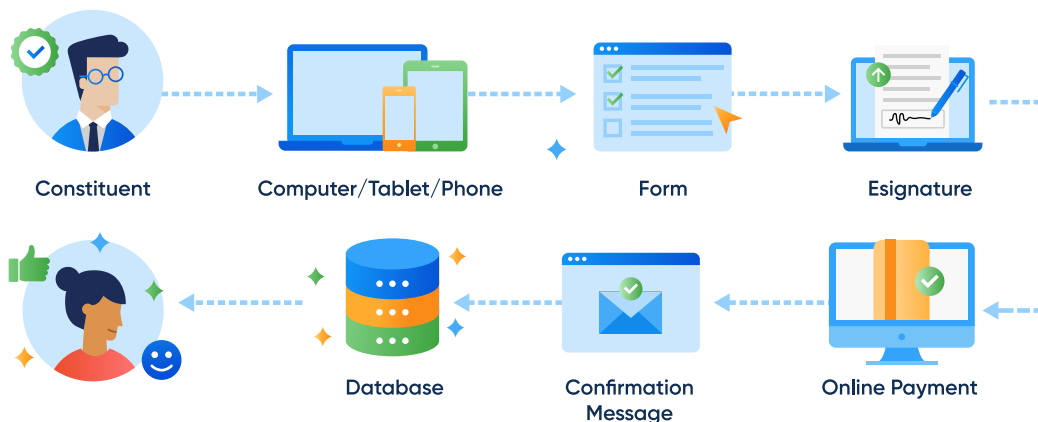 Constituent
Computer/Tablet/Phone
Form
Esignature
Database
Confirmation
Message
Online Payment